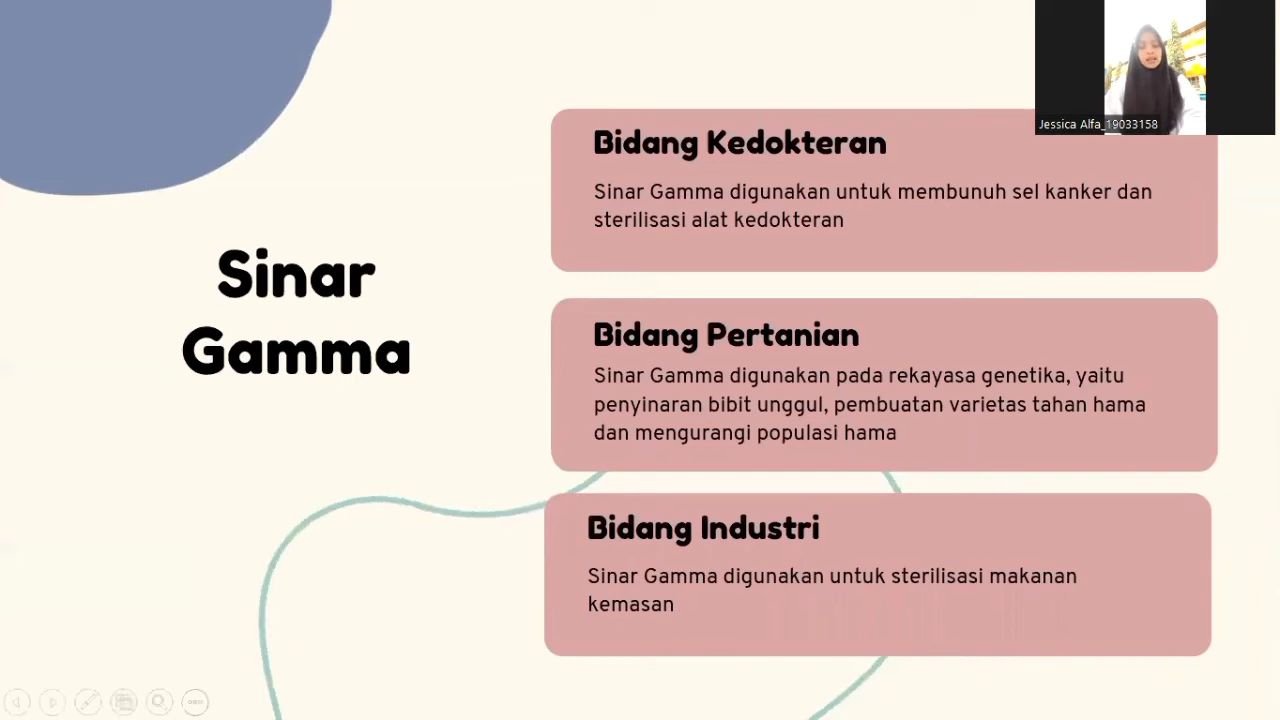 Jessica Alfa_19033158
Sinar
Gamma
Bidang Kedokteran
Sinar Gamma digunakan untuk membunuh sel kanker dan
sterilisasi alat kedokteran
Bidang Pertanian
Sinar Gamma digunakan pada rekayasa genetika, yaitu
penyinaran bibit unggul, pembuatan varietas tahan hama
dan mengurangi populasi hama
Bidang Industri
Sinar Gamma digunakan untuk sterilisasi makanan
kemasan